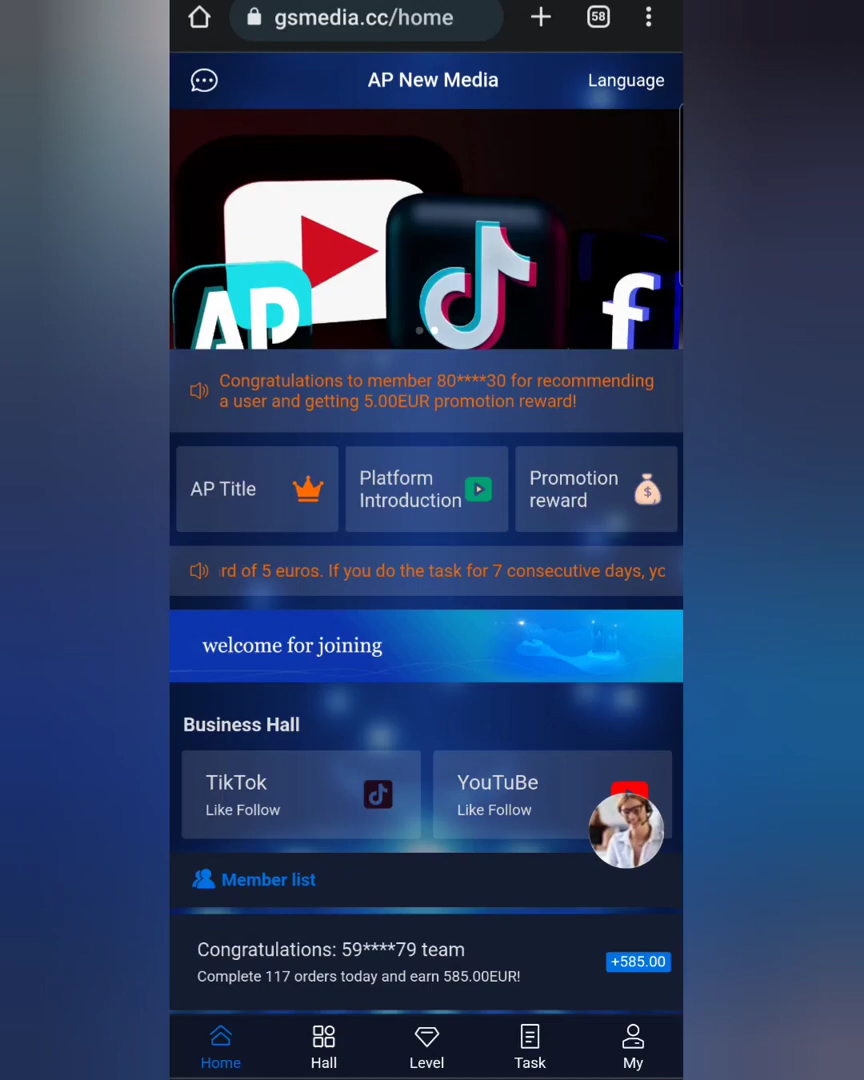 gsmedia.cc/home
58
AP New Media
Language
AP
Congratulations to member 80****30 for recommending
a user and getting 5.00EUR promotion reward!
AP Title
Platform
Introduction
Promotion
reward
rd of 5 euros. If you do the task for 7 consecutive days, yo
welcome for joining
Business Hall
TikTok
Like Follow
YouTuBe
Like Follow
Member list
Congratulations: 59****79 team
Complete 117 orders today and earn 585.00EUR!
+585.00
Home
Hall
Level
Task
My